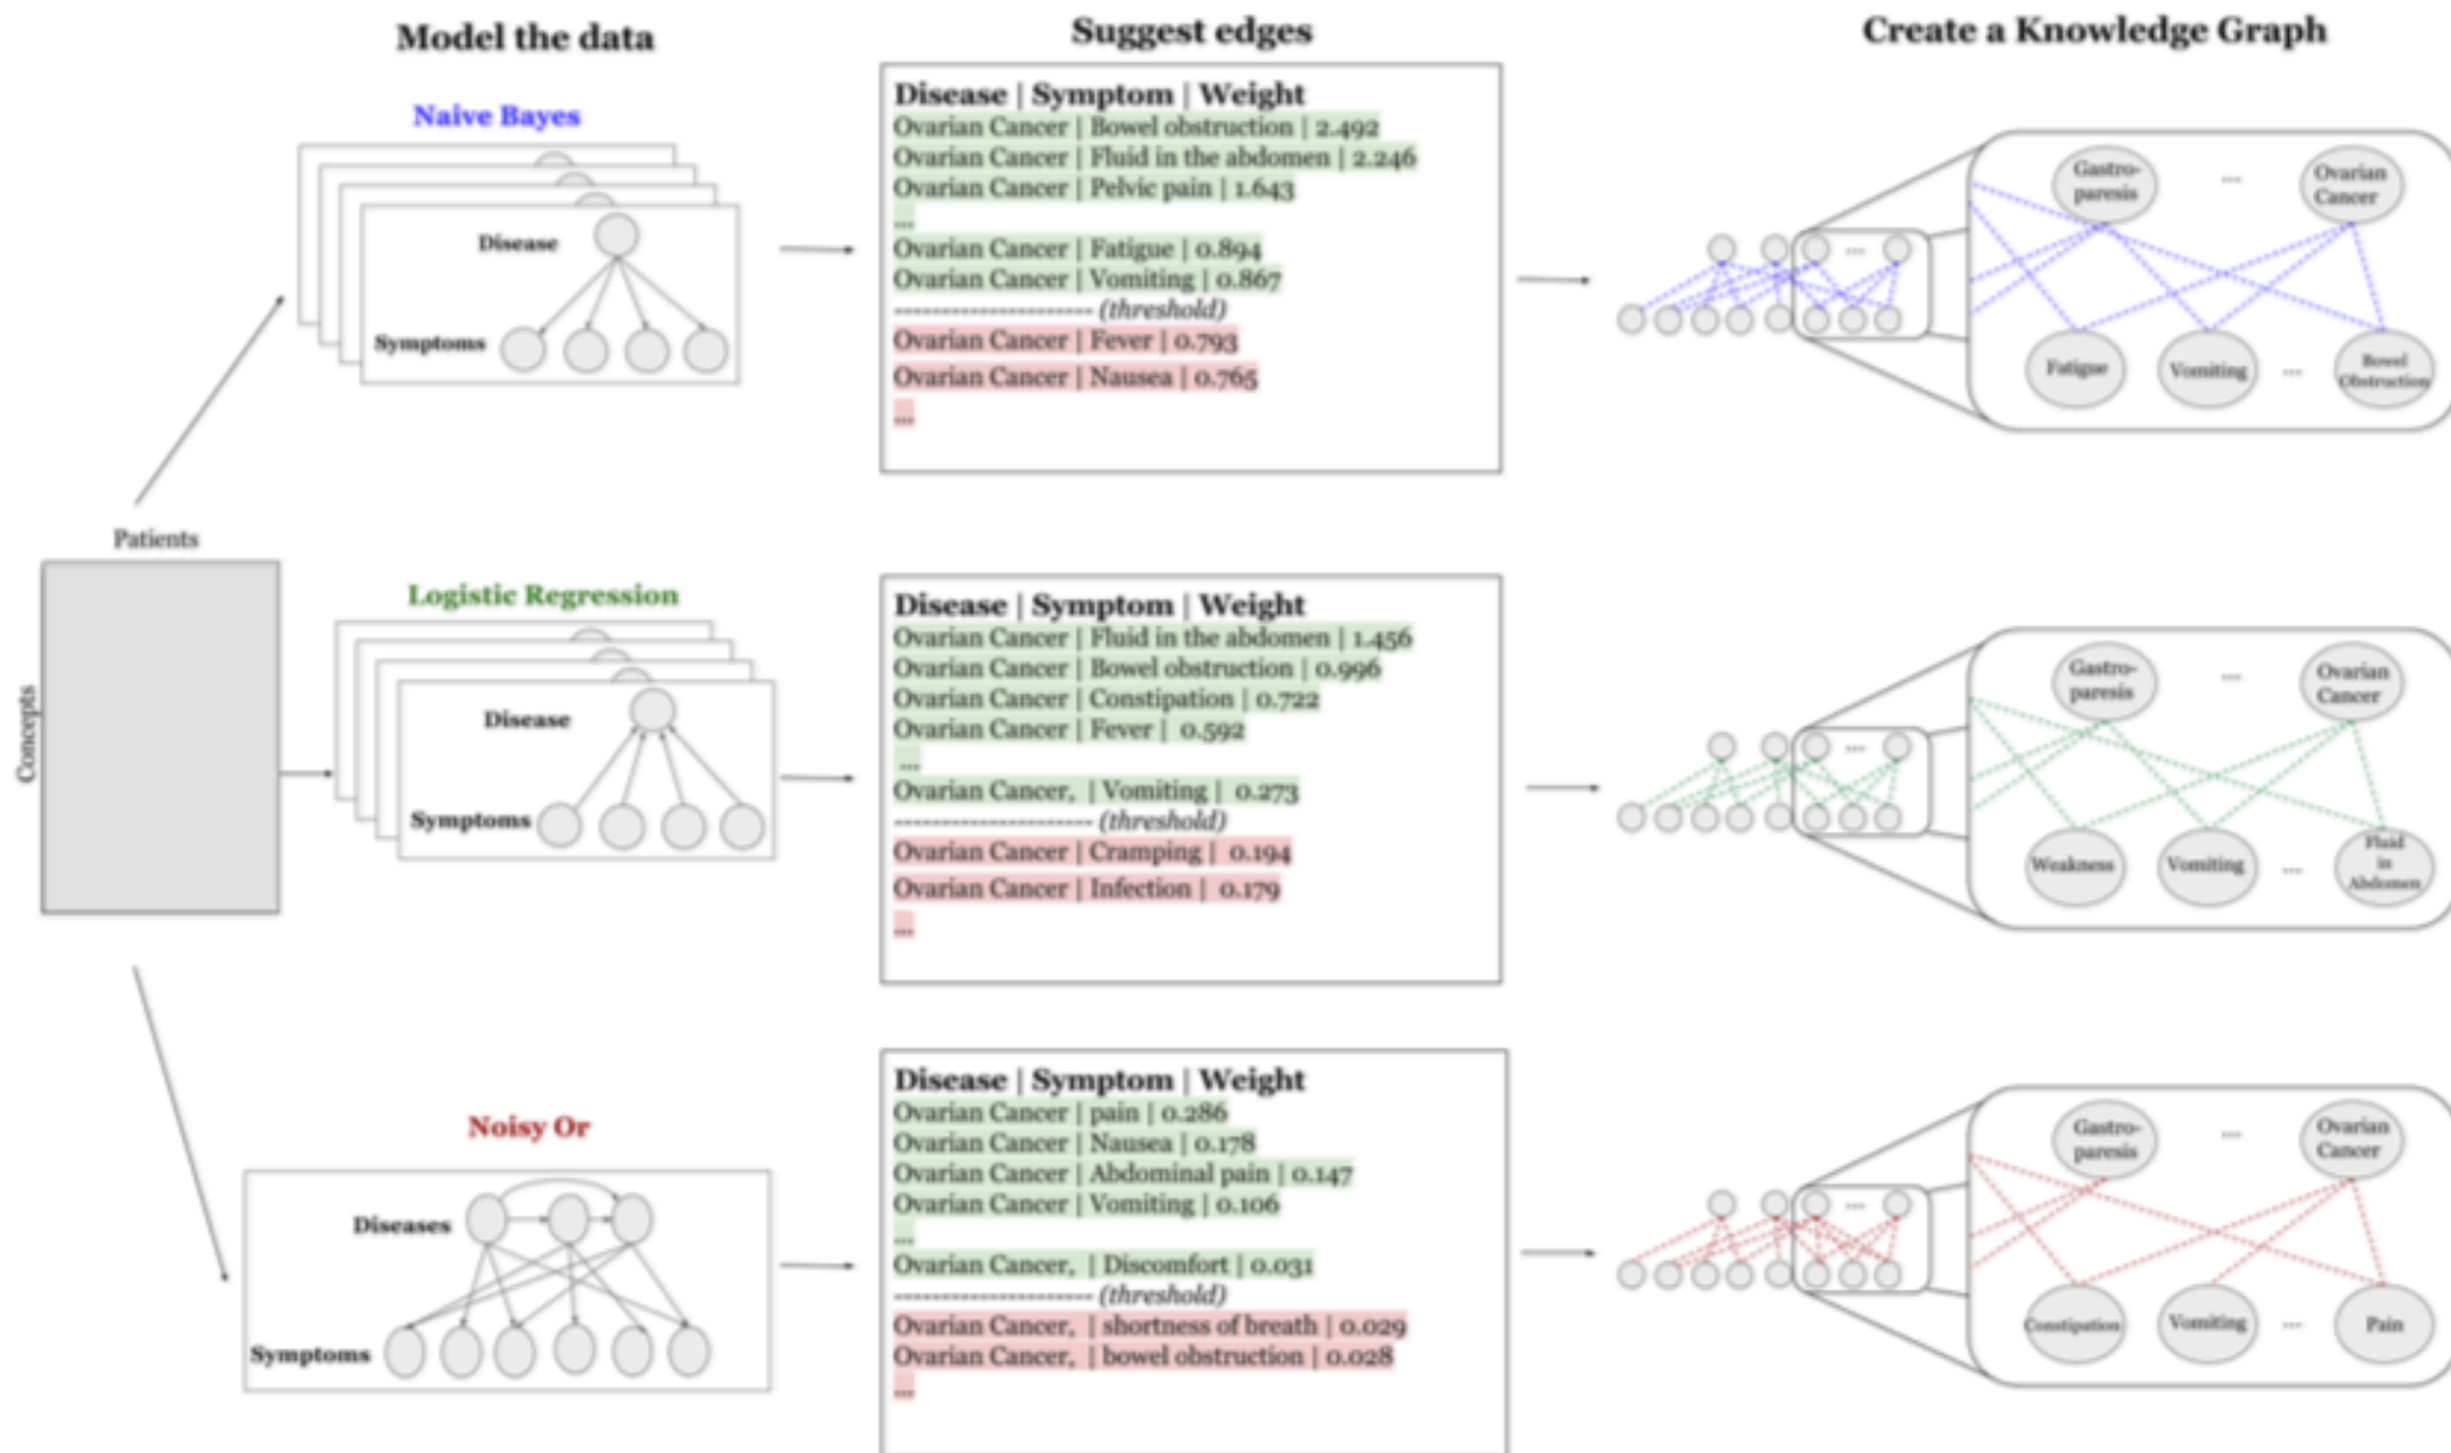 Model the data
Suggest edges
Create a Knowledge Graph
Naive Bayes
Disease
Symptoms
Disease | Symptom | Weight
Ovarian Cancer | Bowel obstruction | 2.492
Ovarian Cancer | Fluid in the abdomen | 2.246
Ovarian Cancer | Pelvic pain | 1.643
...
Ovarian Cancer | Fatigue | 0.894
Ovarian Cancer | Vomiting | 0.867
--------------------- (threshold)
Ovarian Cancer | Fever | 0.793
Ovarian Cancer | Nausea | 0.765
...
...
Gastro-
paresis
...
Ovarian
Cancer
Fatigue
Vomiting
...
Bowel
Obstruction
Patients
Concepts
Logistic Regression
Disease
Symptoms
Disease | Symptom | Weight
Ovarian Cancer | Fluid in the abdomen | 1.456
Ovarian Cancer | Bowel obstruction | 0.996
Ovarian Cancer | Constipation | 0.722
Ovarian Cancer | Fever | 0.592
...
Ovarian Cancer, | Vomiting | 0.273
--------------------- (threshold)
Ovarian Cancer | Cramping | 0.194
Ovarian Cancer | Infection | 0.179
...
...
Gastro-
paresis
...
Ovarian
Cancer
Weakness
Vomiting
...
Fluid
in
Abdomen
Noisy Or
Diseases
Symptoms
Disease | Symptom | Weight
Ovarian Cancer | pain | 0.286
Ovarian Cancer | Nausea | 0.178
Ovarian Cancer | Abdominal pain | 0.147
Ovarian Cancer | Vomiting | 0.106
...
Ovarian Cancer, | Discomfort | 0.031
--------------------- (threshold)
Ovarian Cancer, | shortness of breath | 0.029
Ovarian Cancer, | bowel obstruction | 0.028
...
...
Gastro-
paresis
...
Ovarian
Cancer
Constipation
Vomiting
...
Pain